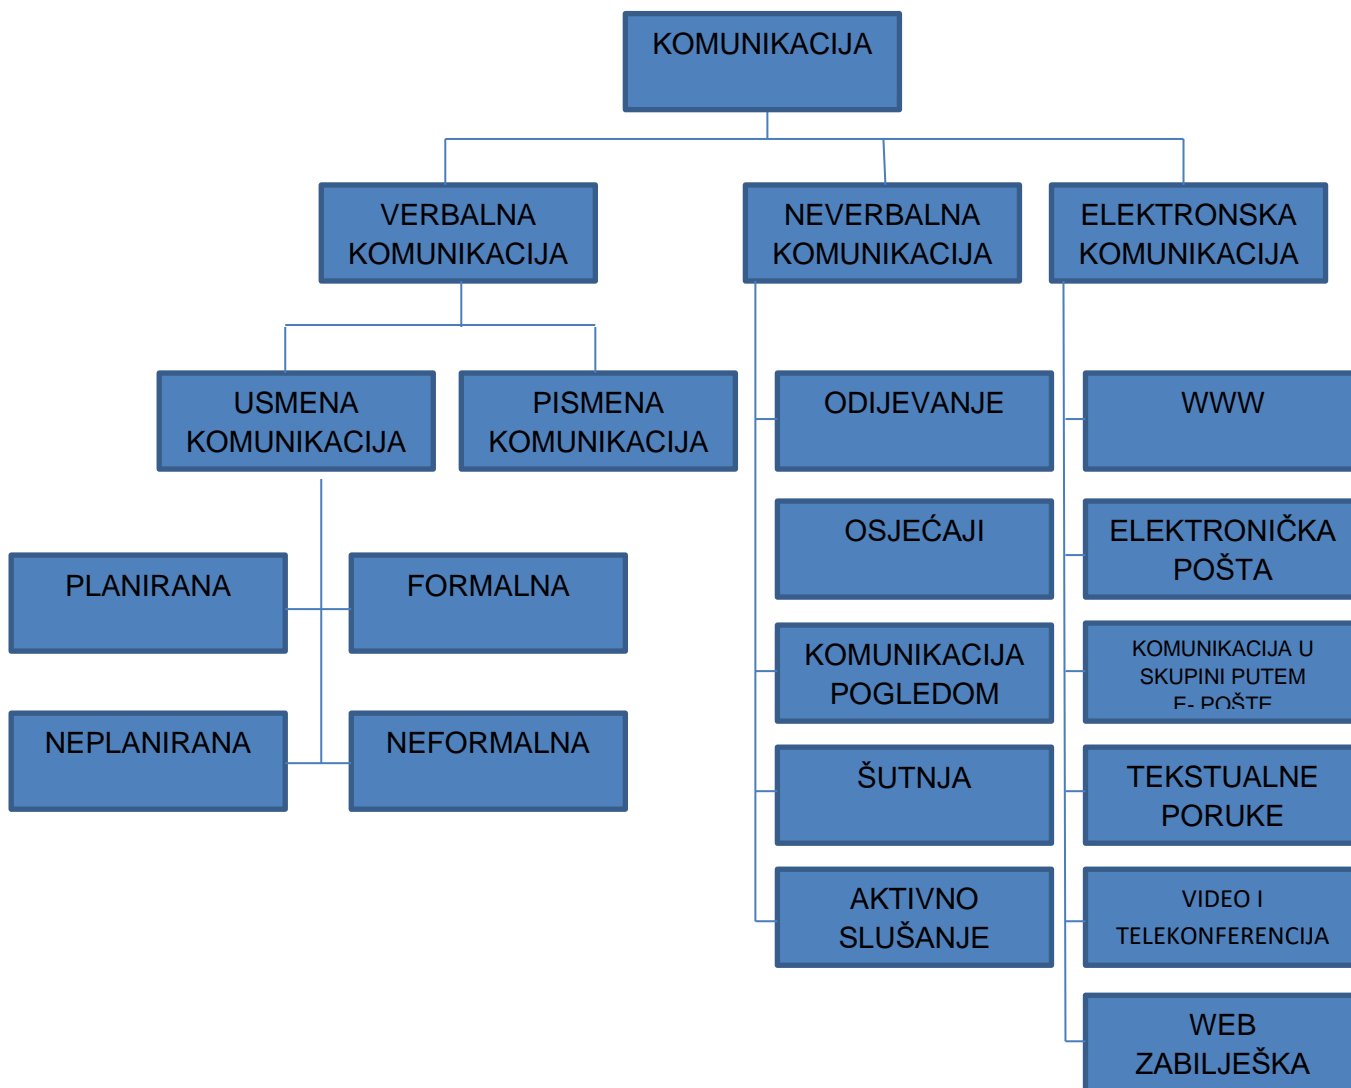 KOMUNIKACIJA
VERBALNA
KOMUNIKACIJA
NEVERBALNA
KOMUNIKACIJA
ELEKTRONSKA
KOMUNIKACIJA
USMENA
KOMUNIKACIJA
PISMENA
KOMUNIKACIJA
PLANIRANA
FORMALNA
NEPLANIRANA
NEFORMALNA
ODIJEVANJE
OSJEĆAJI
KOMUNIKACIJA
POGLEDOM
ŠUTNJA
AKTIVNO
SLUŠANJE
WWW
ELEKTRONIČKA
POŠTA
KOMUNIKACIJA U
SKUPINI PUTEM
E- POŠTE
TEKSTUALNE
PORUKE
VIDEO I
TELEKONFERENCIJA
WEB
ZABILJEŠKA